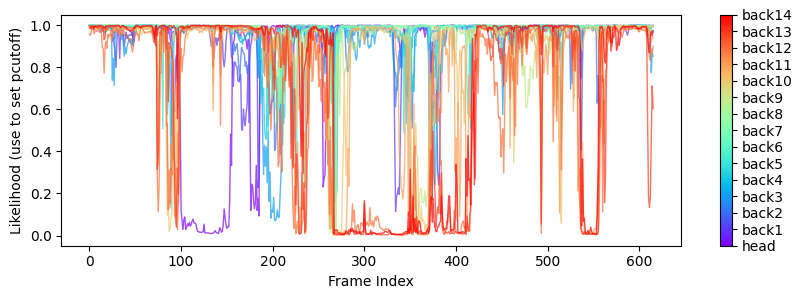 Likelihood (use to set pcutoff)
1.0
0.8
0.6
0.4
0.2
0.0
0
100
200
300
400
500
600
Frame Index
back14
back13
back12
back11
back10
back9
back8
back7
back6
back5
back4
back3
back2
back1
head